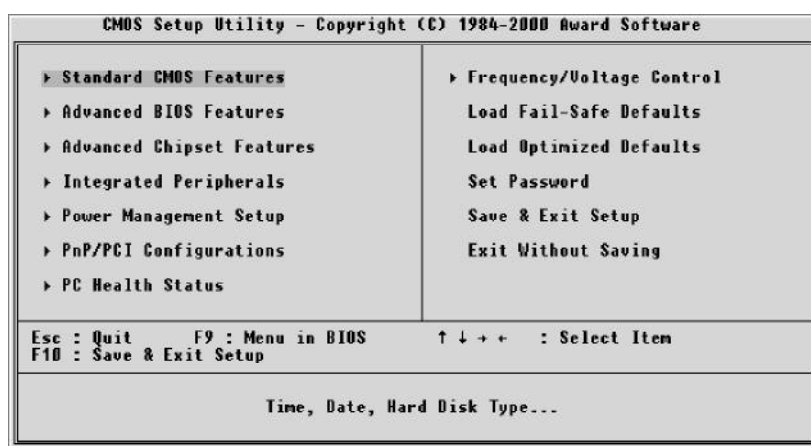 CMOS Setup Utility - Copyright (C) 1984-2000 Award Software
▸ Standard CMOS Features
▸ Advanced BIOS Features
▸ Advanced Chipset Features
▸ Integrated Peripherals
▸ Power Management Setup
▸ PnP/PCI Configurations
▸ PC Health Status
▸ Frequency/Voltage Control
Load Fail-Safe Defaults
Load Optimized Defaults
Set Password
Save & Exit Setup
Exit Without Saving
Esc : Quit F9 : Menu in BIOS ↑ ↓ → ← : Select Item
F10 : Save & Exit Setup
Time, Date, Hard Disk Type...